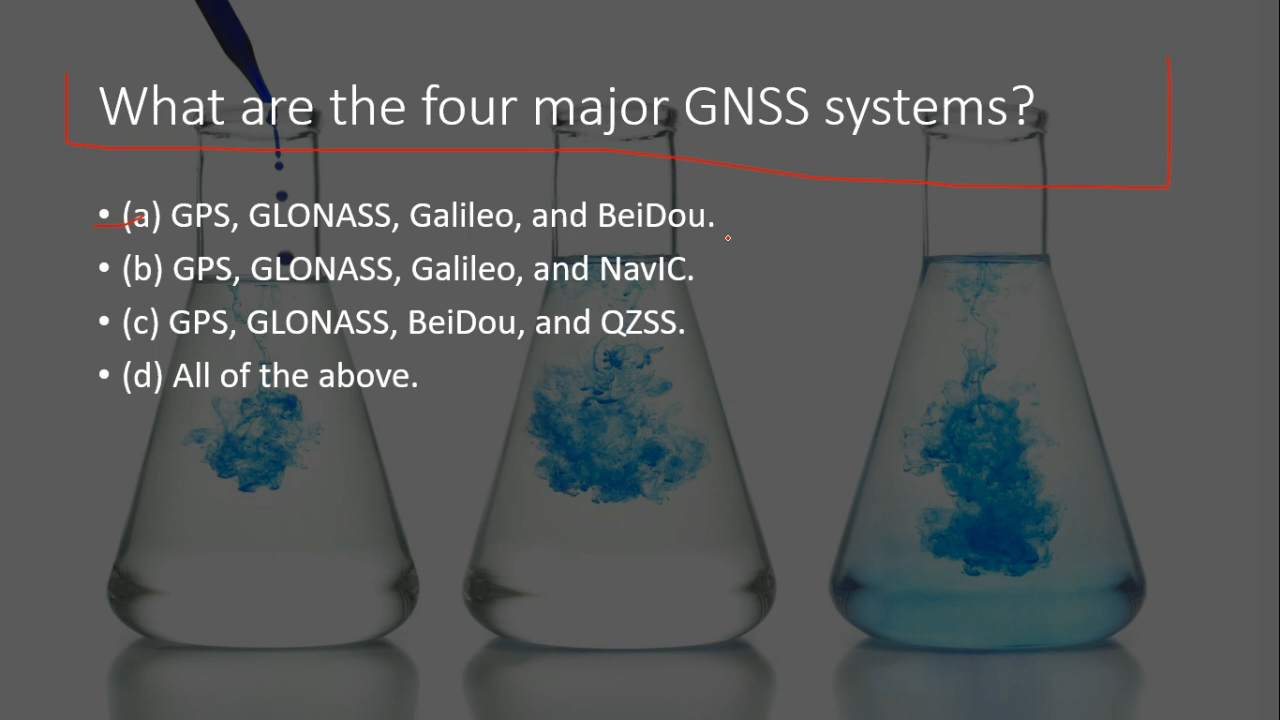 What are the four major GNSS systems?
• (a) GPS, GLONASS, Galileo, and BeiDou.
• (b) GPS, GLONASS, Galileo, and NavIC.
• (c) GPS, GLONASS, BeiDou, and QZSS.
• (d) All of the above.